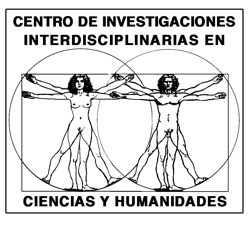 CENTRO DE INVESTIGACIONES
INTERDISCIPLINARIAS EN
CIENCIAS Y HUMANIDADES